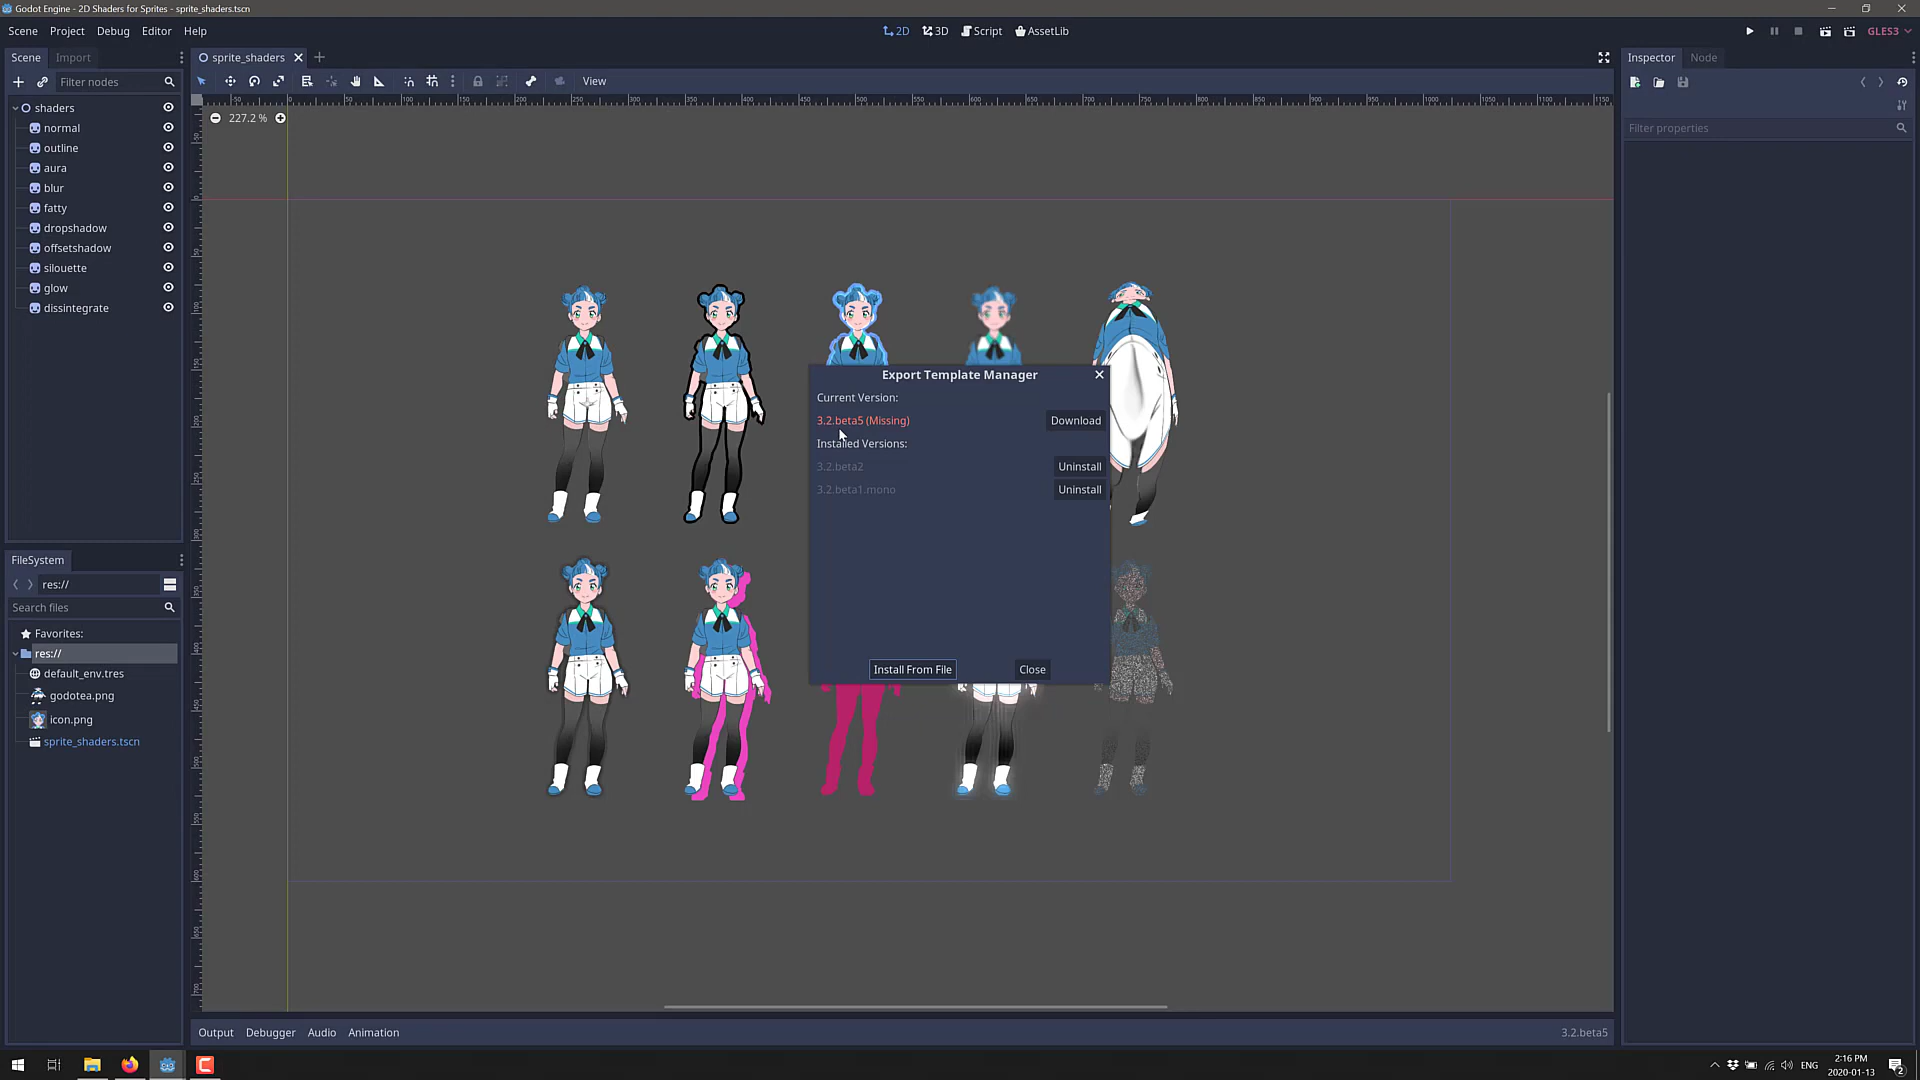 Godot Engine - 2D Shaders for Sprites - sprite_shaders.tscn
Scene Project Debug Editor Help
2D 3D Script AssetLib
GLES3
Scene Import
sprite_shaders
Inspector Node
Filter nodes
View
Filter properties
227.2 %
shaders
normal
outline
aura
blur
fatty
dropshadow
offsetshadow
silouette
glow
dissintegrate
Export Template Manager
Current Version:
3.2.beta5 (Missing) Download
Installed Versions:
3.2.beta2 Uninstall
3.2.beta1.mono Uninstall
Install From File Close
FileSystem
res://
Search files
Favorites:
res://
default_env.tres
godotea.png
icon.png
sprite_shaders.tscn
Output Debugger Audio Animation
3.2.beta5
ENG
2:16 PM
2020-01-13
2